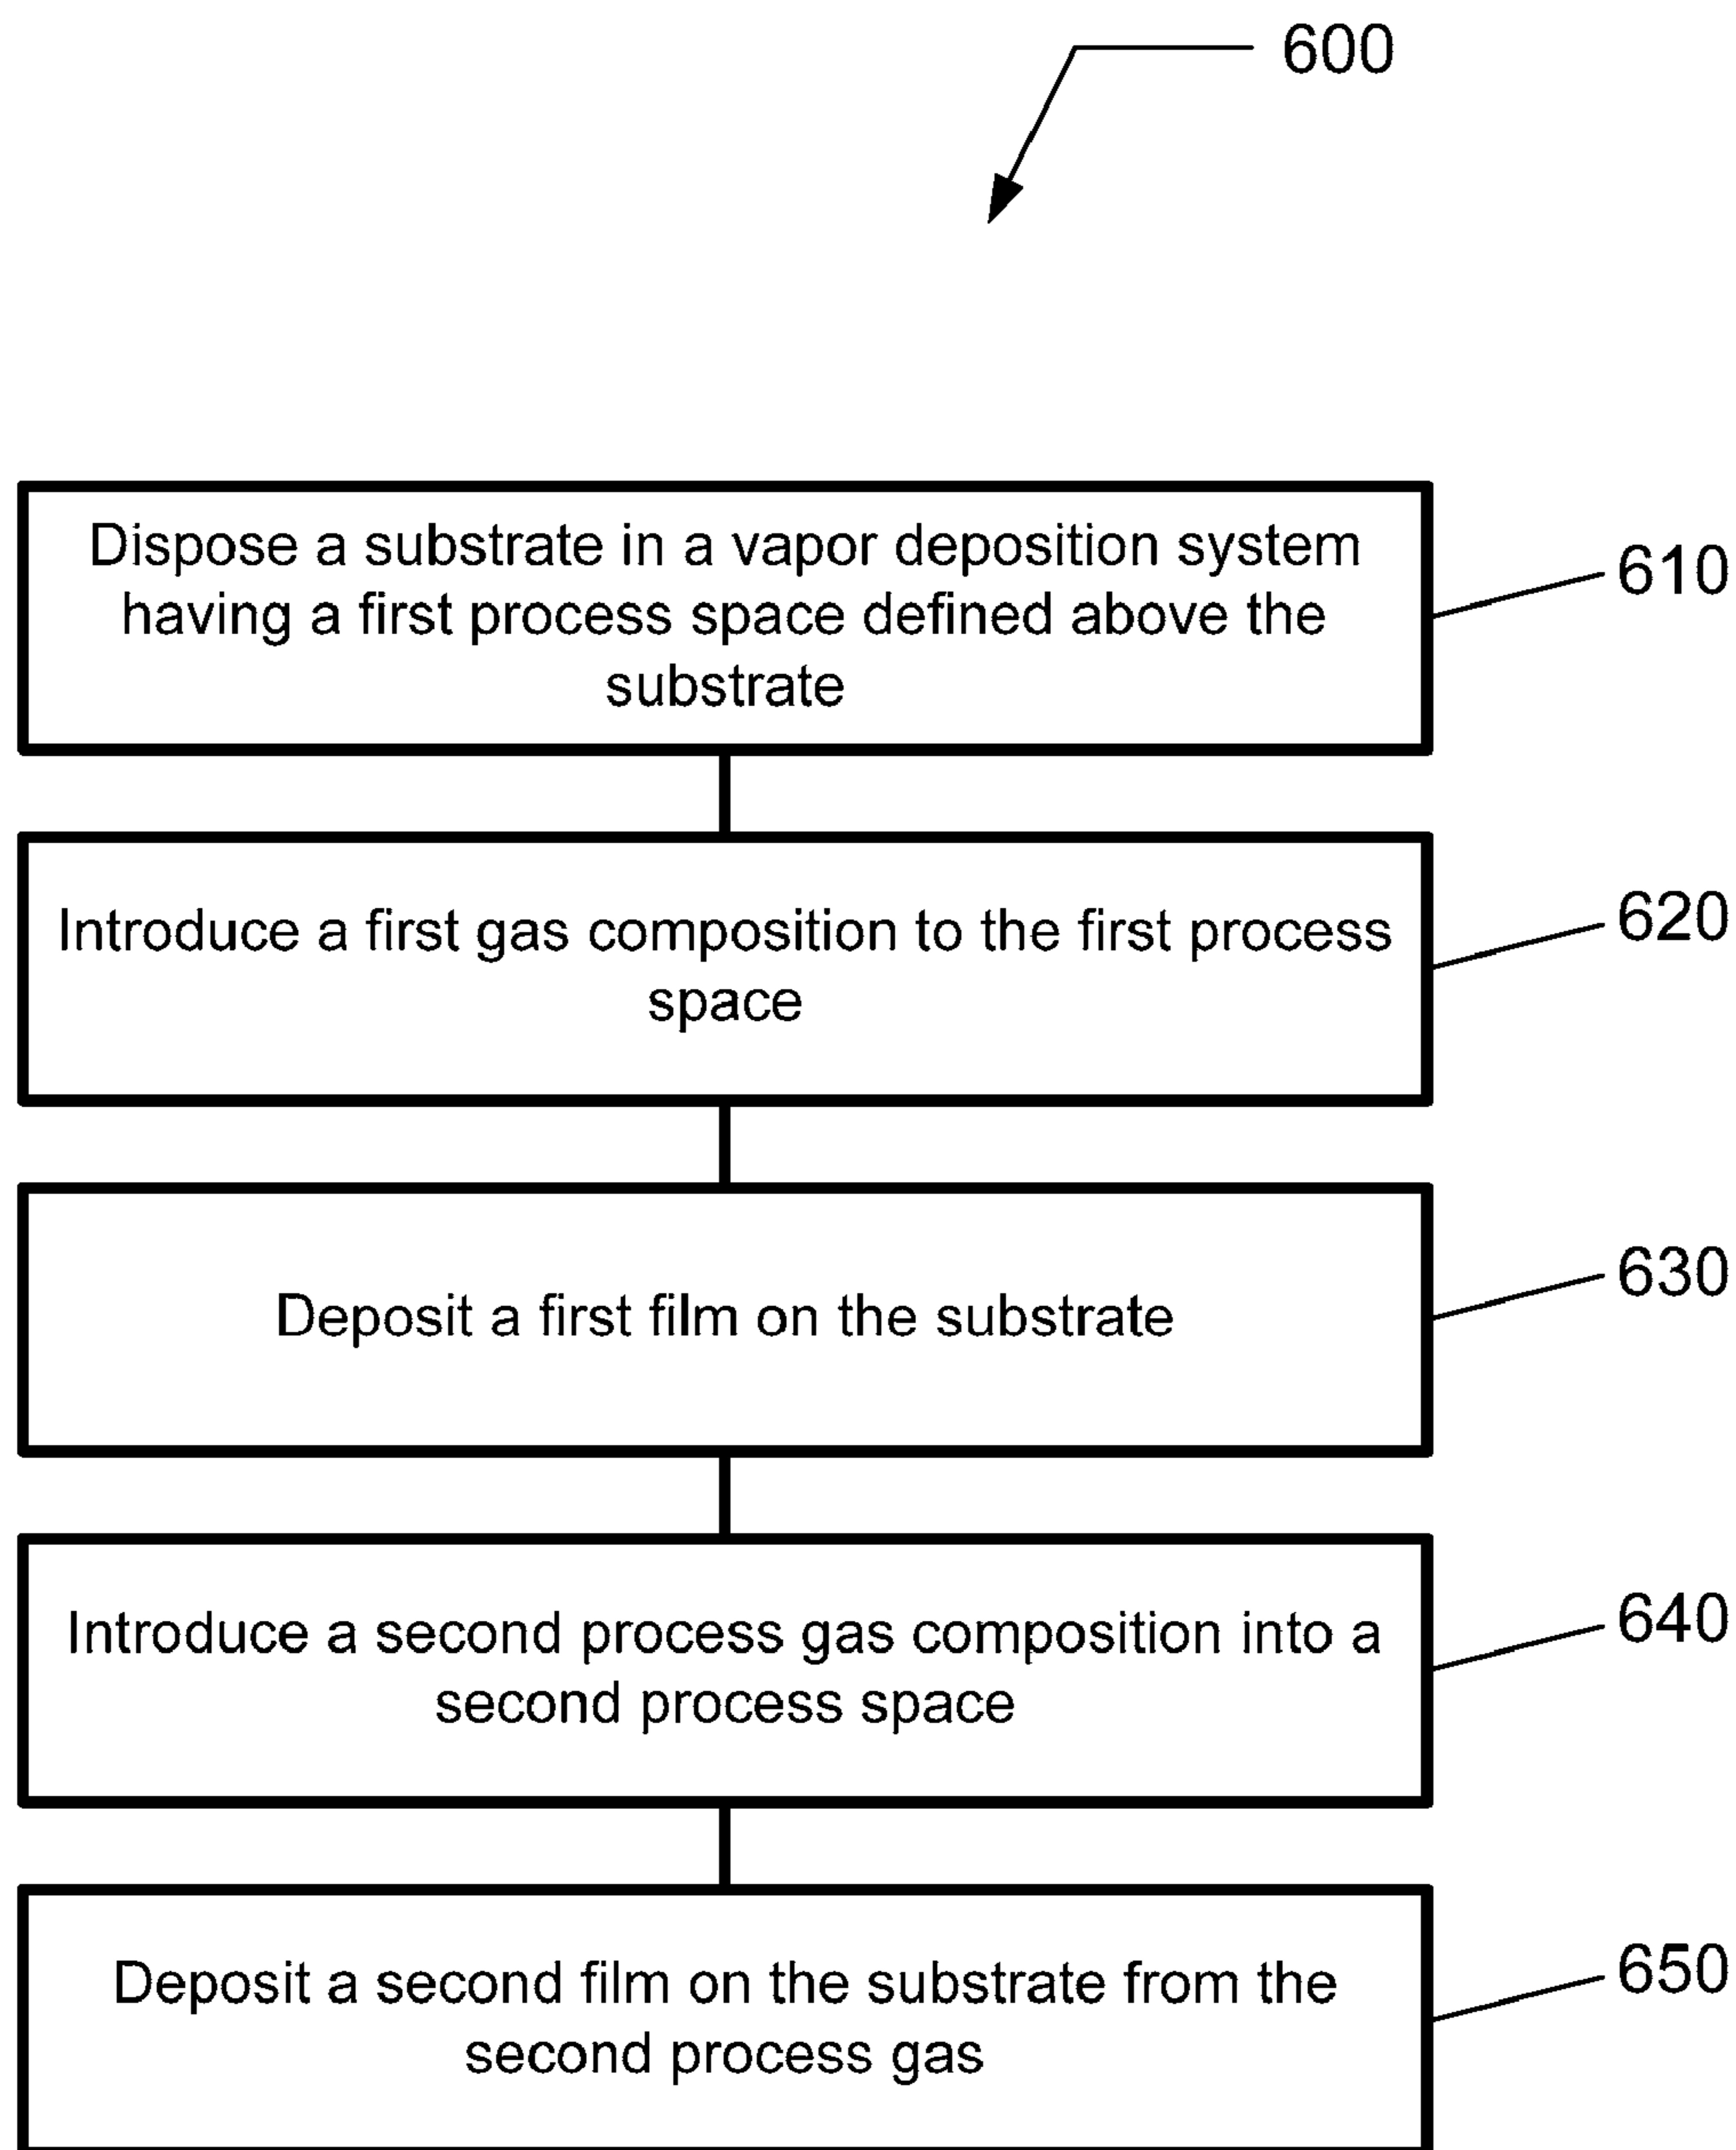 600
Dispose a substrate in a vapor deposition system
having a first process space defined above the
substrate
610
Introduce a first gas composition to the first process
space
620
Deposit a first film on the substrate
630
Introduce a second process gas composition into a
second process space
640
Deposit a second film on the substrate from the
second process gas
650